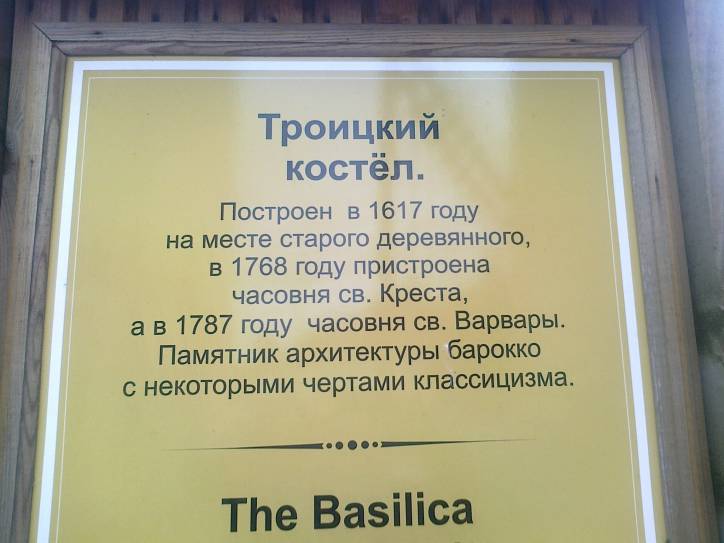 Троицкий
костёл.
Построен в 1617 году
на месте старого деревянного,
в 1768 году пристроена
часовня св. Креста,
а в 1787 году часовня св. Варвары.
Памятник архитектуры барокко
с некоторыми чертами классицизма.
The Basilica